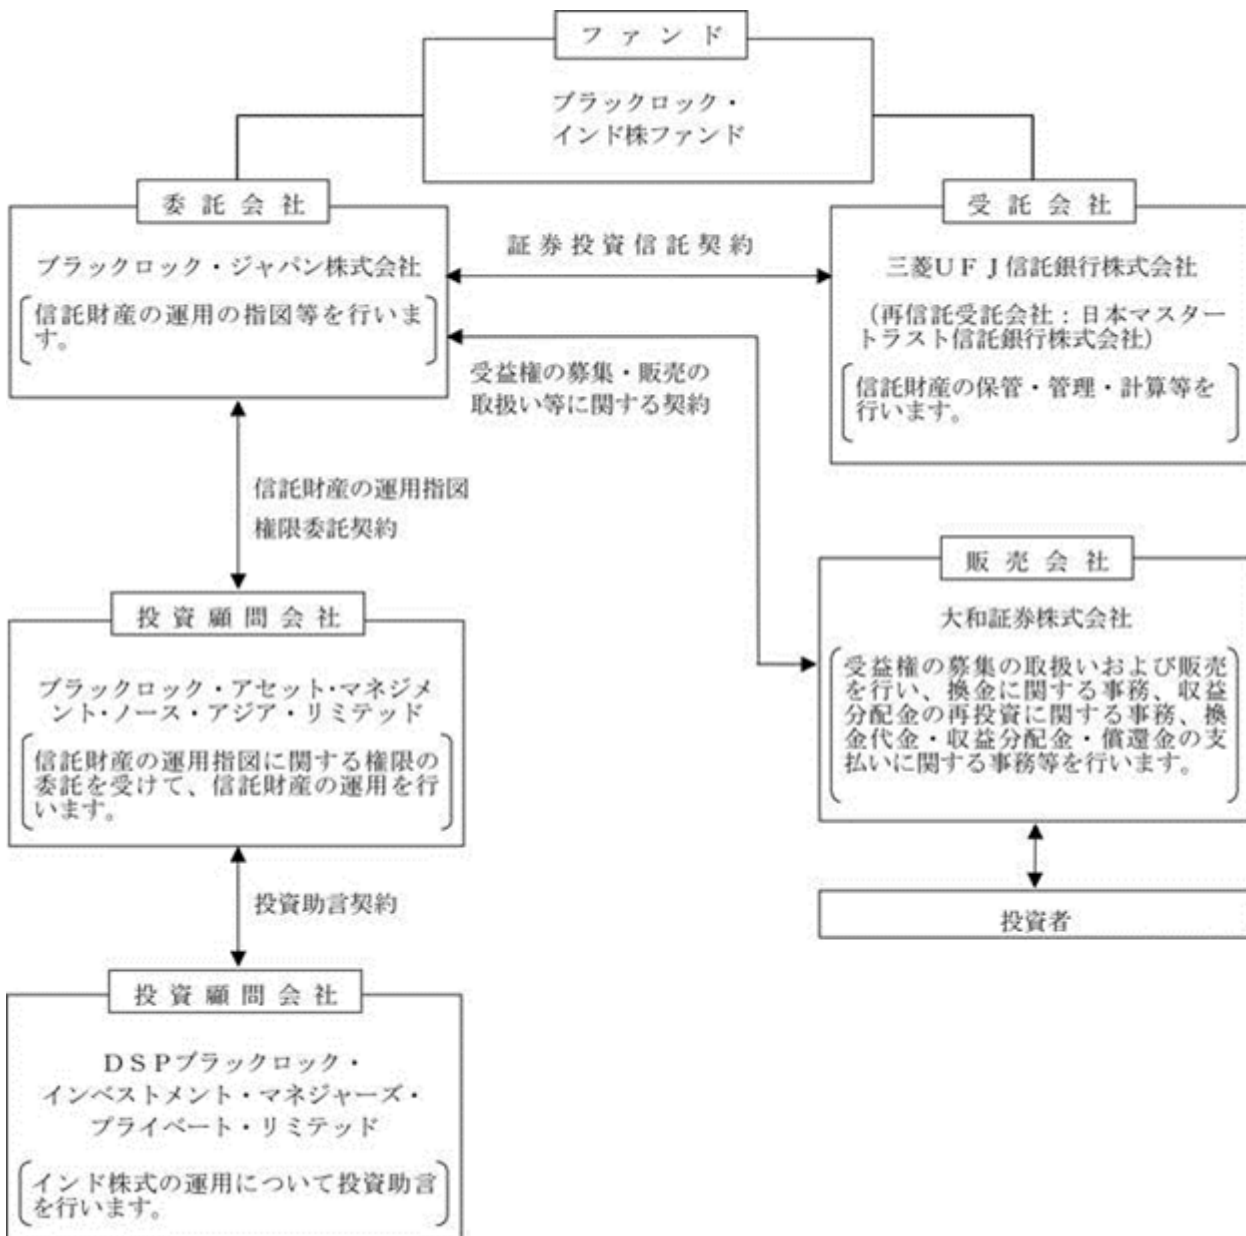 ファンド
ブラックロック・
インド株ファンド
委託会社
ブラックロック・ジャパン株式会社
信託財産の運用の指図等を行いま
す。
証券投資信託契約
受益権の募集・販売の
取扱い等に関する契約
受託会社
三菱UFJ信託銀行株式会社
（再信託受託会社：日本マスター
トラスト信託銀行株式会社）
信託財産の保管・管理・計算等を
行います。
信託財産の運用指図
権限委託契約
投資顧問会社
ブラックロック・アセット・マネジメ
ント・ノース・アジア・リミテッド
信託財産の運用指図に関する権限の
委託を受けて、信託財産の運用を行
います。
販売会社
大和証券株式会社
受益権の募集の取扱いおよび販売
を行い、換金に関する事務、収益
分配金の再投資に関する事務、換
金代金・収益分配金・償還金の支
払いに関する事務等を行います。
投資者
投資助言契約
投資顧問会社
DSPブラックロック・
インベストメント・マネジャーズ・
プライベート・リミテッド
インド株式の運用について投資助言
を行います。